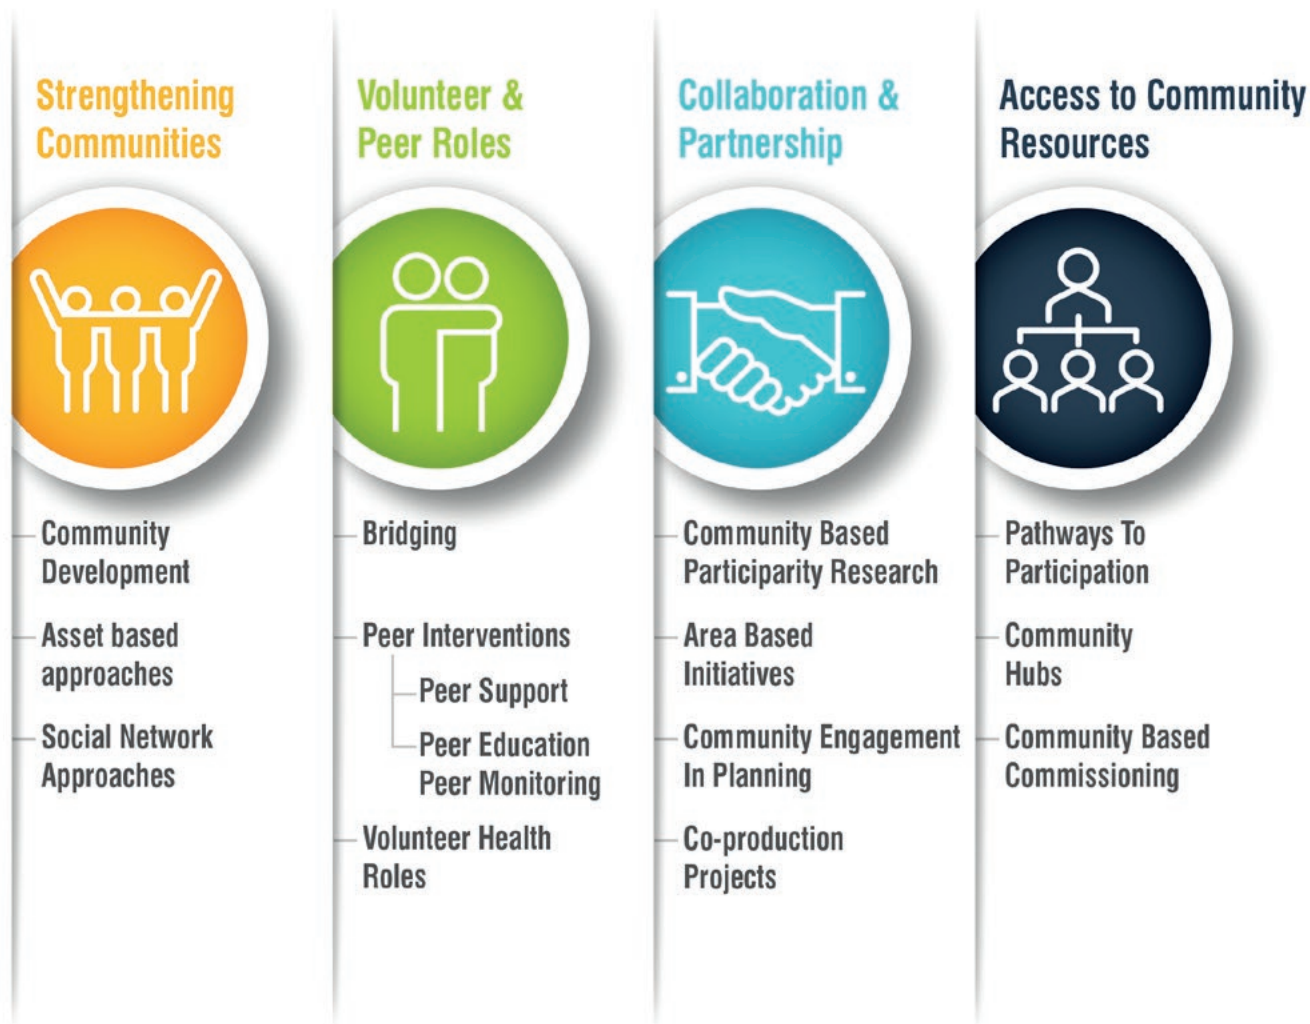 Strengthening
Communities
Community
Development
Asset based
approaches
Social Network
Approaches
Volunteer &
Peer Roles
Bridging
Peer Interventions
Peer Support
Peer Education
Peer Monitoring
Volunteer Health
Roles
Collaboration &
Partnership
Community Based
Participarity Research
Area Based
Initiatives
Community Engagement
In Planning
Co-production
Projects
Access to Community
Resources
Pathways To
Participation
Community
Hubs
Community Based
Commissioning